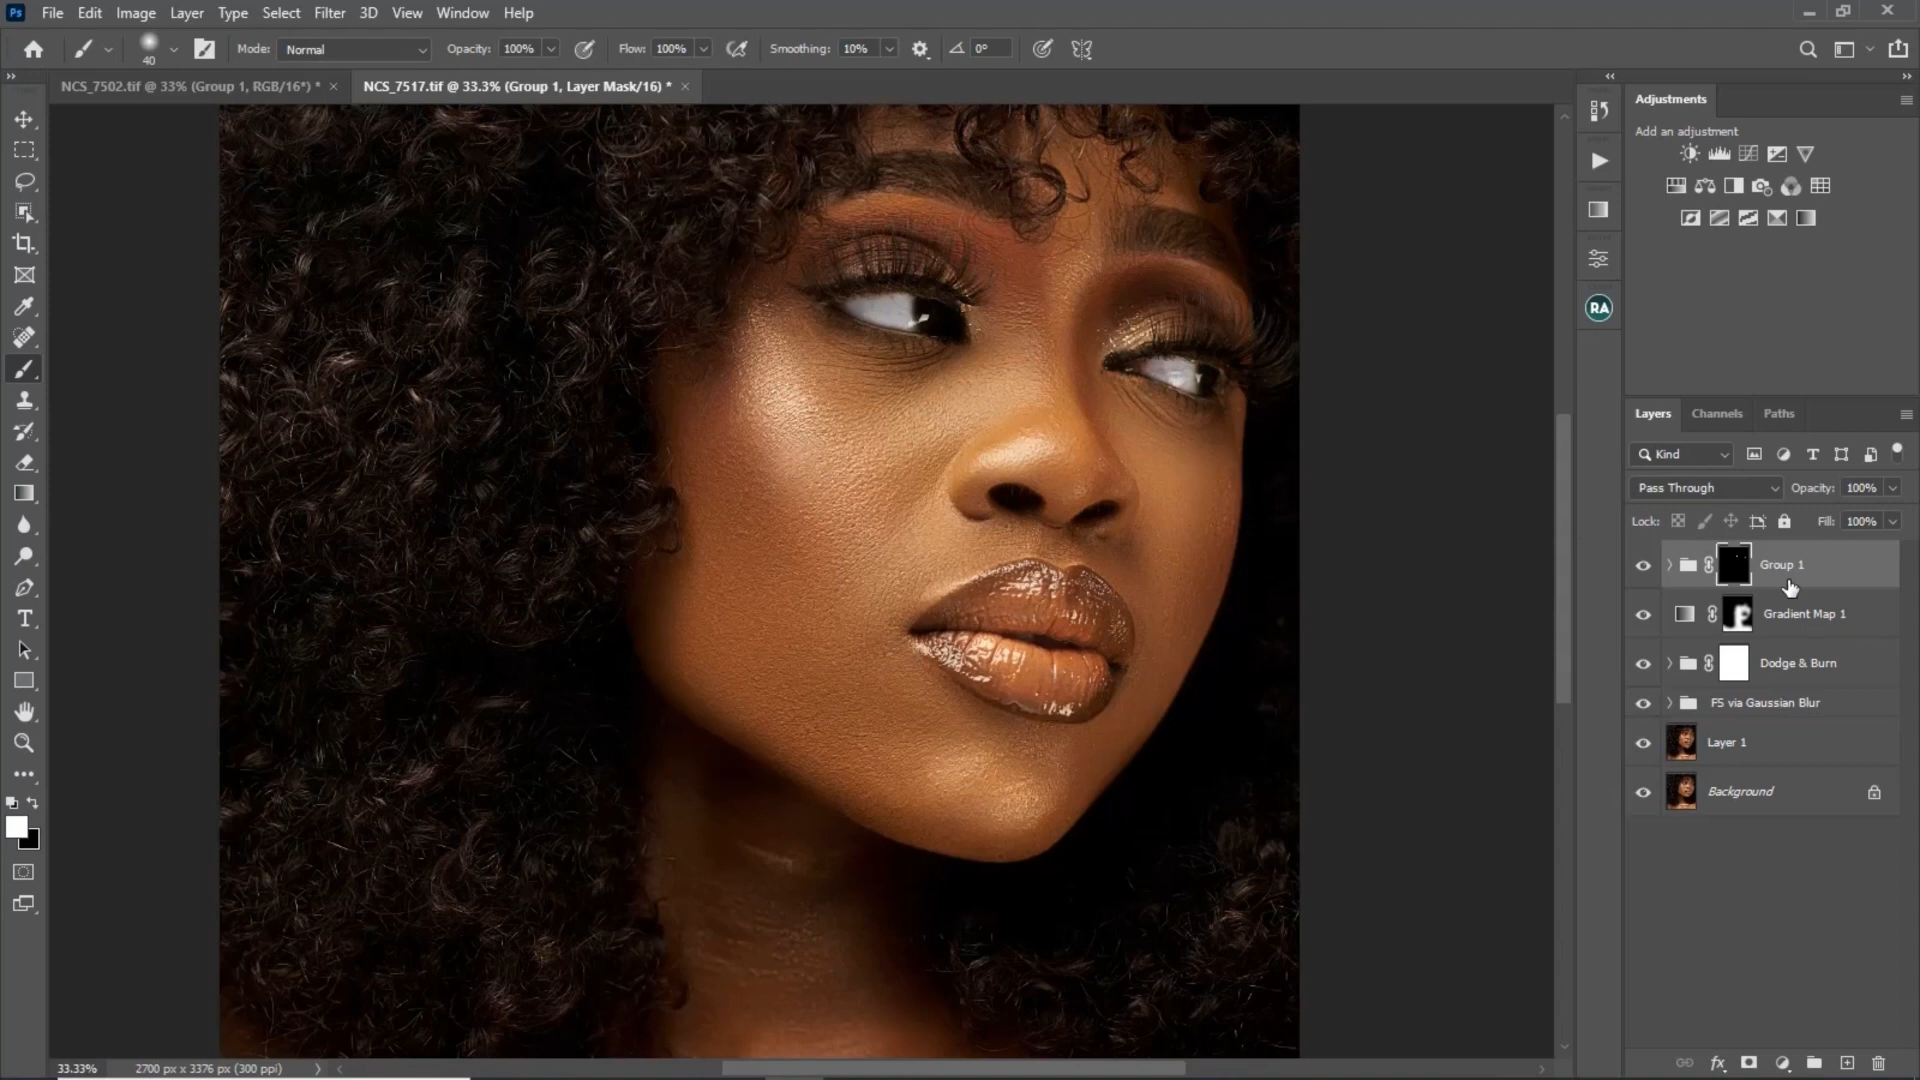 Ps File Edit Image Layer Type Select Filter 3D View Window Help
40 Mode: Normal Opacity: 100% Flow: 100% Smoothing: 10% 0°
NCS_7502.tif @ 33% (Group 1, RGB/16*) * × NCS_7517.tif @ 33.3% (Group 1, Layer Mask/16) * ×
Adjustments
Add an adjustment
RA
Layers Channels Paths
Kind
Pass Through Opacity: 100%
Lock: Fill: 100%
Group 1
Gradient Map 1
Dodge & Burn
FS via Gaussian Blur
Layer 1
Background
33.33% 2700 px x 3376 px (300 ppi)